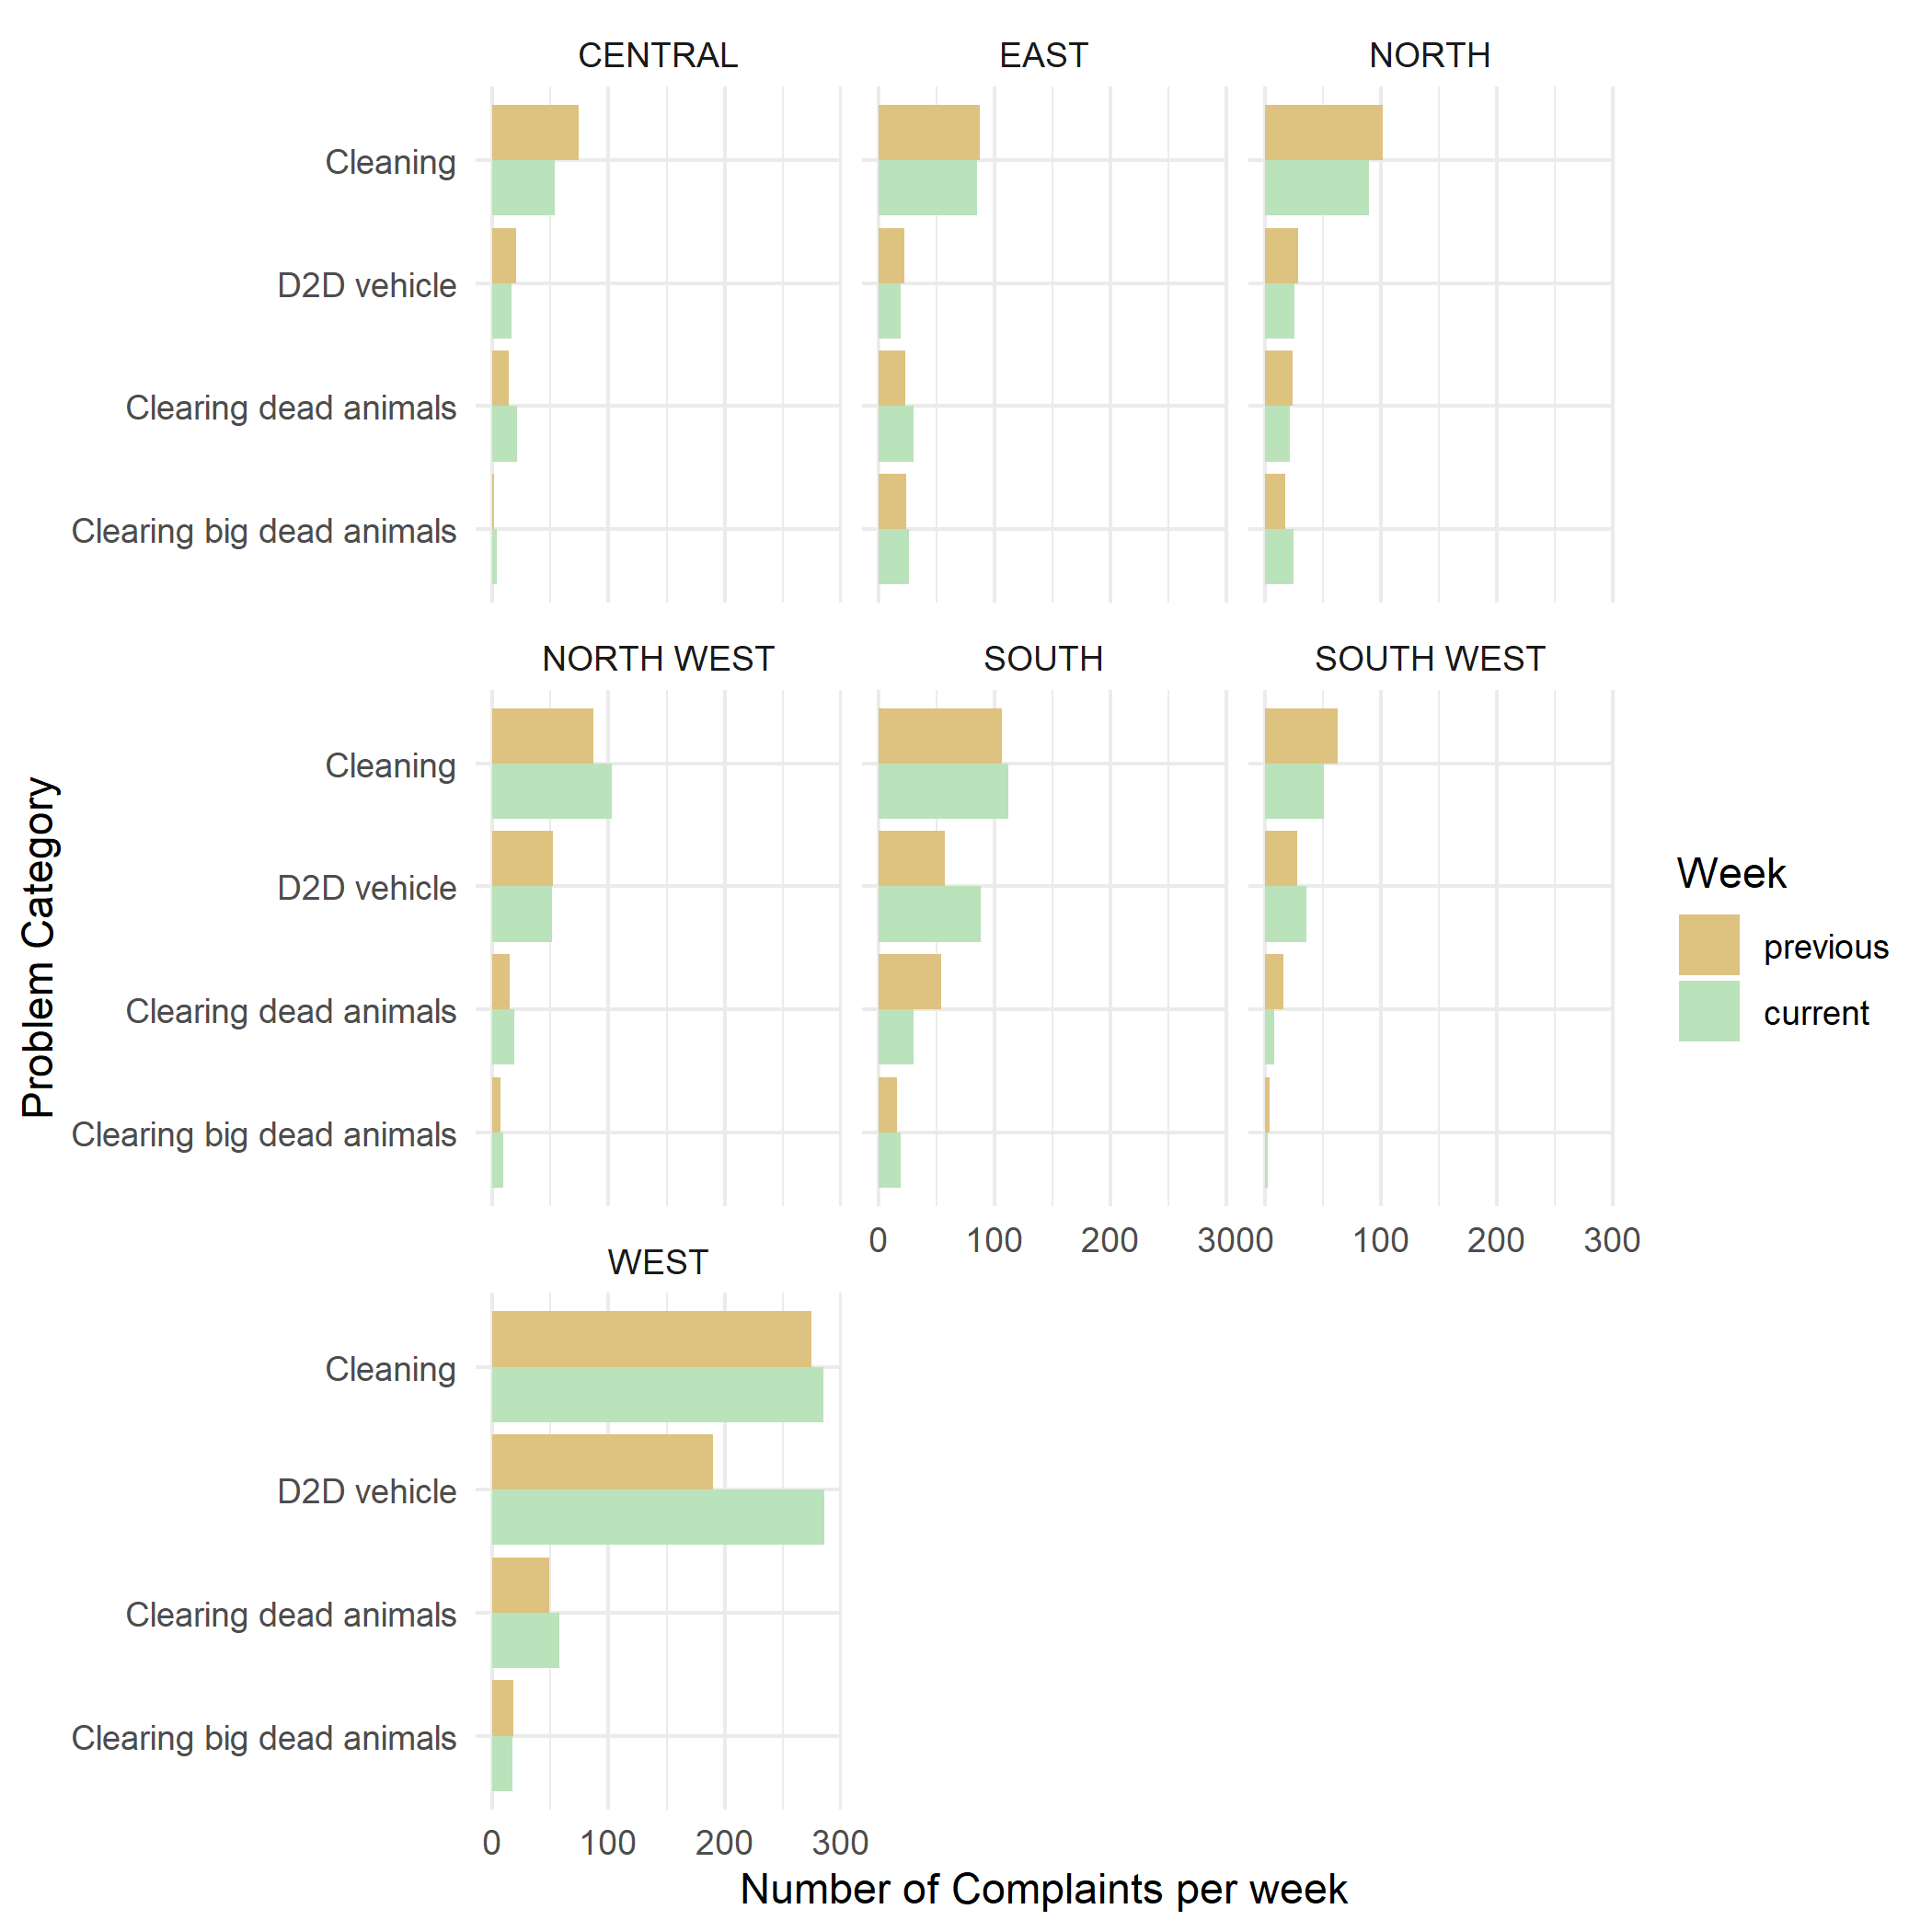 CENTRAL
EAST
NORTH
Cleaning
D2D vehicle
Clearing dead animals
Clearing big dead animals
NORTH WEST
SOUTH
SOUTH WEST
Cleaning
D2D vehicle
Clearing dead animals
Clearing big dead animals
0 100 200 300
0 100 200 300
WEST
Cleaning
D2D vehicle
Clearing dead animals
Clearing big dead animals
0 100 200 300
Number of Complaints per week
Problem Category
Week
previous
current